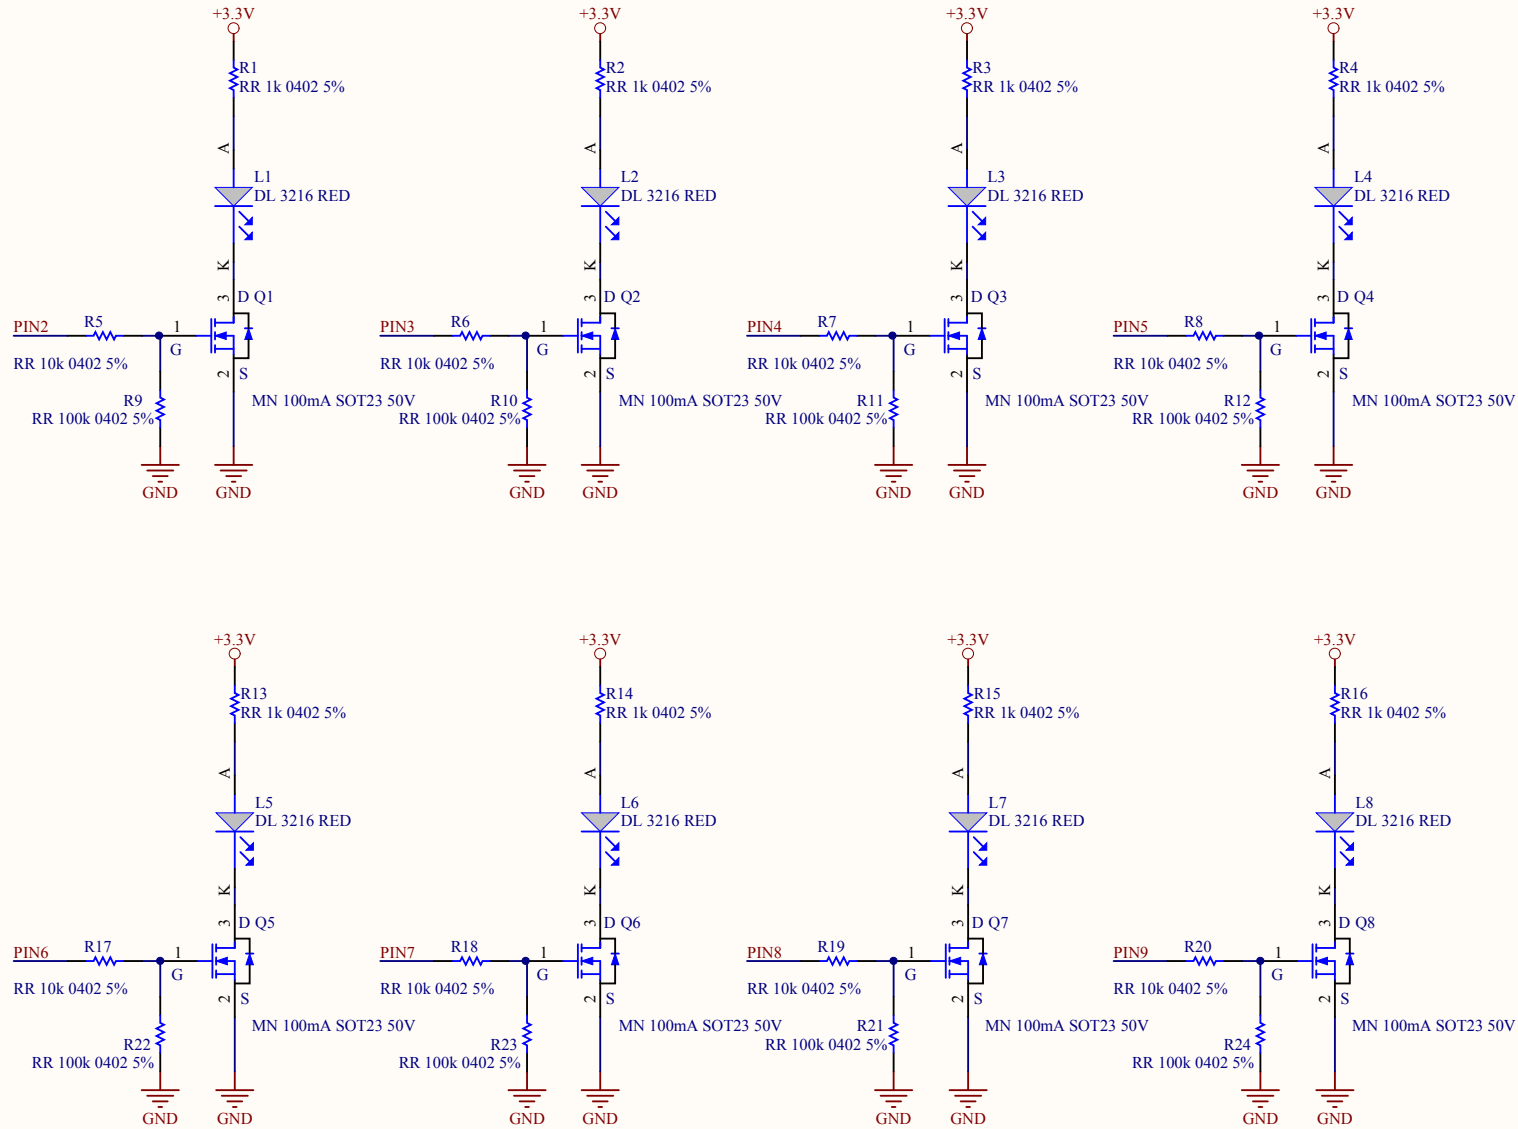 +3.3V
R1
RR 1k 0402 5%
A
L1
DL 3216 RED
K
3
D Q1
PIN2
R5
1
G
RR 10k 0402 5%
2
S
R9
RR 100k 0402 5%
MN 100mA SOT23 50V
GND
GND
+3.3V
R2
RR 1k 0402 5%
A
L2
DL 3216 RED
K
3
D Q2
PIN3
R6
1
G
RR 10k 0402 5%
2
S
R10
RR 100k 0402 5%
MN 100mA SOT23 50V
GND
GND
+3.3V
R3
RR 1k 0402 5%
A
L3
DL 3216 RED
K
3
D Q3
PIN4
R7
1
G
RR 10k 0402 5%
2
S
R11
RR 100k 0402 5%
MN 100mA SOT23 50V
GND
GND
+3.3V
R4
RR 1k 0402 5%
A
L4
DL 3216 RED
K
3
D Q4
PIN5
R8
1
G
RR 10k 0402 5%
2
S
R12
RR 100k 0402 5%
MN 100mA SOT23 50V
GND
GND
+3.3V
R13
RR 1k 0402 5%
A
L5
DL 3216 RED
K
3
D Q5
PIN6
R17
1
G
RR 10k 0402 5%
2
S
R22
RR 100k 0402 5%
MN 100mA SOT23 50V
GND
GND
+3.3V
R14
RR 1k 0402 5%
A
L6
DL 3216 RED
K
3
D Q6
PIN7
R18
1
G
RR 10k 0402 5%
2
S
R23
RR 100k 0402 5%
MN 100mA SOT23 50V
GND
GND
+3.3V
R15
RR 1k 0402 5%
A
L7
DL 3216 RED
K
3
D Q7
PIN8
R19
1
G
RR 10k 0402 5%
2
S
R21
RR 100k 0402 5%
MN 100mA SOT23 50V
GND
GND
+3.3V
R16
RR 1k 0402 5%
A
L8
DL 3216 RED
K
3
D Q8
PIN9
R20
1
G
RR 10k 0402 5%
2
S
R24
RR 100k 0402 5%
MN 100mA SOT23 50V
GND
GND